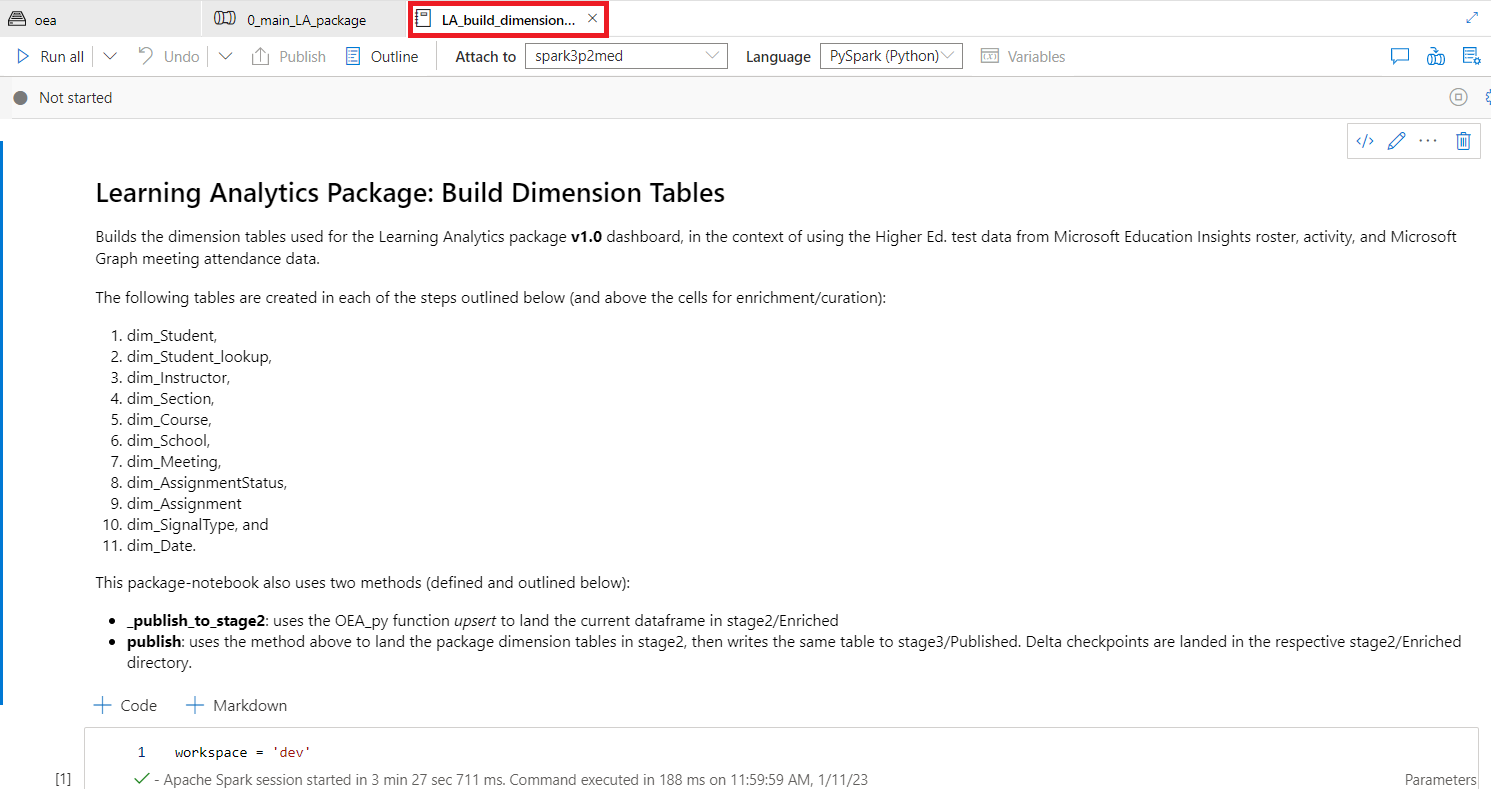 oea
0_main_LA_package
LA_build_dimension...
Run all
Undo
Publish
Outline
Attach to
spark3p2med
Language
PySpark (Python)
Variables
Not started
Learning Analytics Package: Build Dimension Tables
Builds the dimension tables used for the Learning Analytics package v1.0 dashboard, in the context of using the Higher Ed. test data from Microsoft Education Insights roster, activity, and Microsoft
Graph meeting attendance data.
The following tables are created in each of the steps outlined below (and above the cells for enrichment/curation):
1. dim_Student,
2. dim_Student_lookup,
3. dim_Instructor,
4. dim_Section,
5. dim_Course,
6. dim_School,
7. dim_Meeting,
8. dim_AssignmentStatus,
9. dim_Assignment
10. dim_SignalType, and
11. dim_Date.
This package-notebook also uses two methods (defined and outlined below):
• _publish_to_stage2: uses the OEA_py function upsert to land the current dataframe in stage2/Enriched
• publish: uses the method above to land the package dimension tables in stage2, then writes the same table to stage3/Published. Delta checkpoints are landed in the respective stage2/Enriched
directory.
+ Code
+ Markdown
1 workspace = 'dev'
[1]
- Apache Spark session started in 3 min 27 sec 711 ms. Command executed in 188 ms on 11:59:59 AM, 1/11/23
Parameters